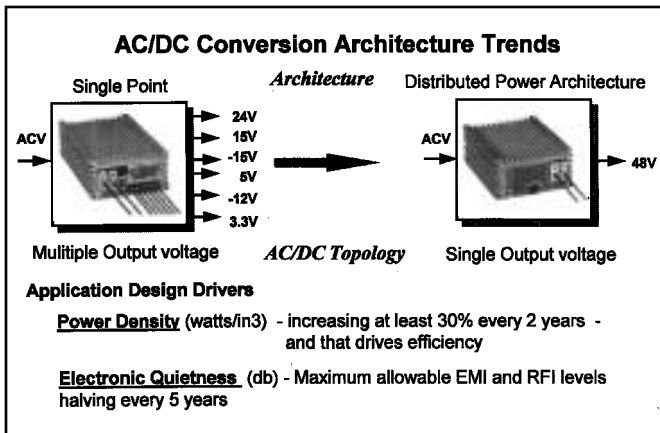 AC/DC Conversion Architecture Trends
Single Point
Architecture
Distributed Power Architecture
ACV
24V
15V
-15V
5V
-12V
3.3V
ACV
48V
Mulitiple Output voltage
AC/DC Topology
Single Output voltage
Application Design Drivers
Power Density (watts/in3) - increasing at least 30% every 2 years -
and that drives efficiency
Electronic Quietness (db) - Maximum allowable EMI and RFI levels
halving every 5 years